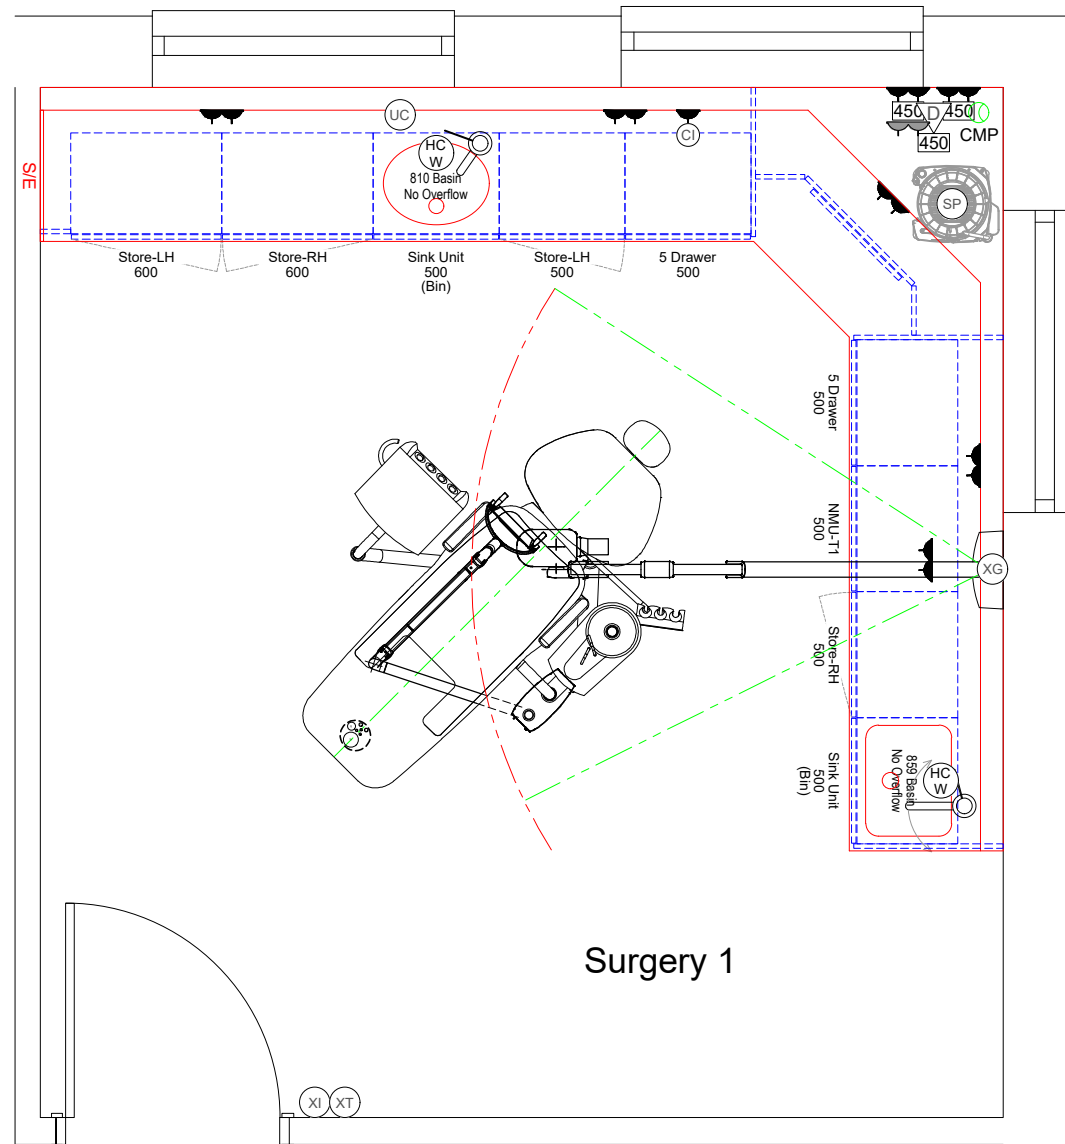 UC
CI
450
D
450
450
CMP
SP
S/E
HC
W
810 Basin
No Overflow
Store-LH
600
Store-RH
600
Sink Unit
500
(Bin)
Store-LH
500
5 Drawer
500
5 Drawer
500
NMU-T1
500
XG
Store-RH
500
Sink Unit
500
(Bin)
859 Basin
No Overflow
HC
W
Surgery 1
XI
XT